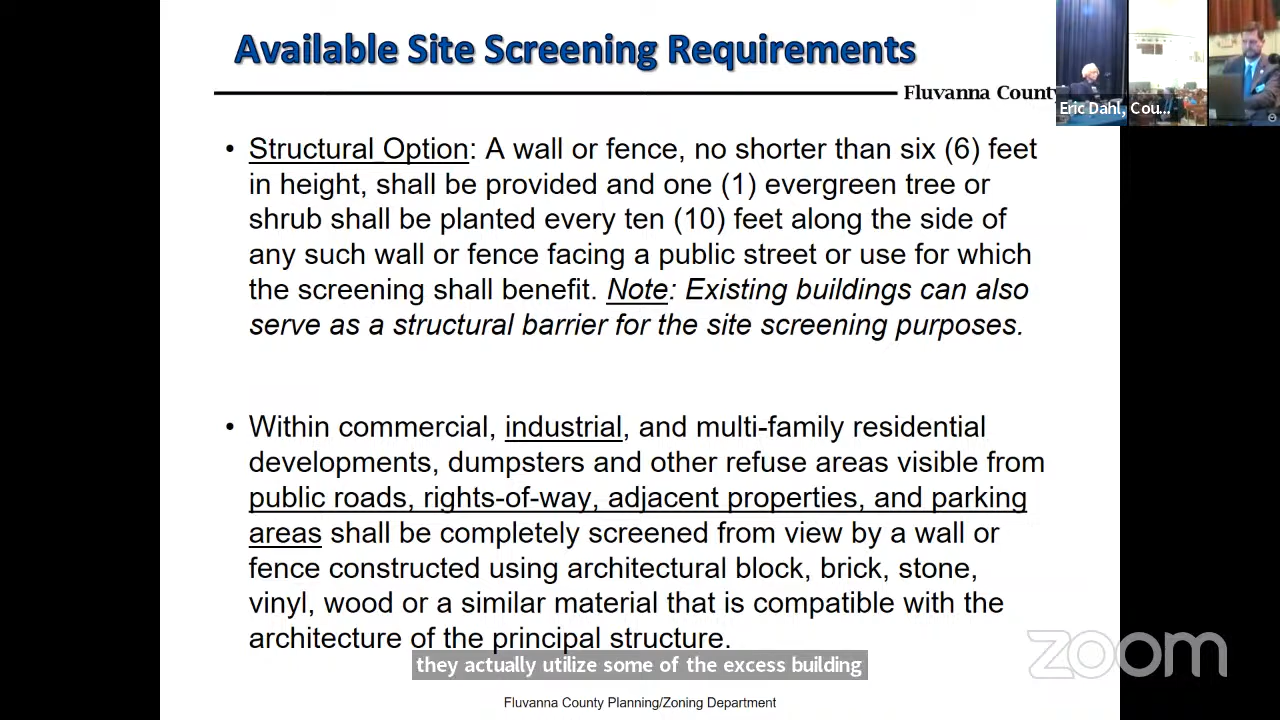 Available Site Screening Requirements
Fluvanna County
Eric Dahl, Cou...
• Structural Option: A wall or fence, no shorter than six (6) feet
in height, shall be provided and one (1) evergreen tree or
shrub shall be planted every ten (10) feet along the side of
any such wall or fence facing a public street or use for which
the screening shall benefit. Note: Existing buildings can also
serve as a structural barrier for the site screening purposes.
• Within commercial, industrial, and multi-family residential
developments, dumpsters and other refuse areas visible from
public roads, rights-of-way, adjacent properties, and parking
areas shall be completely screened from view by a wall or
fence constructed using architectural block, brick, stone,
vinyl, wood or a similar material that is compatible with the
architecture of the principal structure.
they actually utilize some of the excess building
zoom
Fluvanna County Planning/Zoning Department